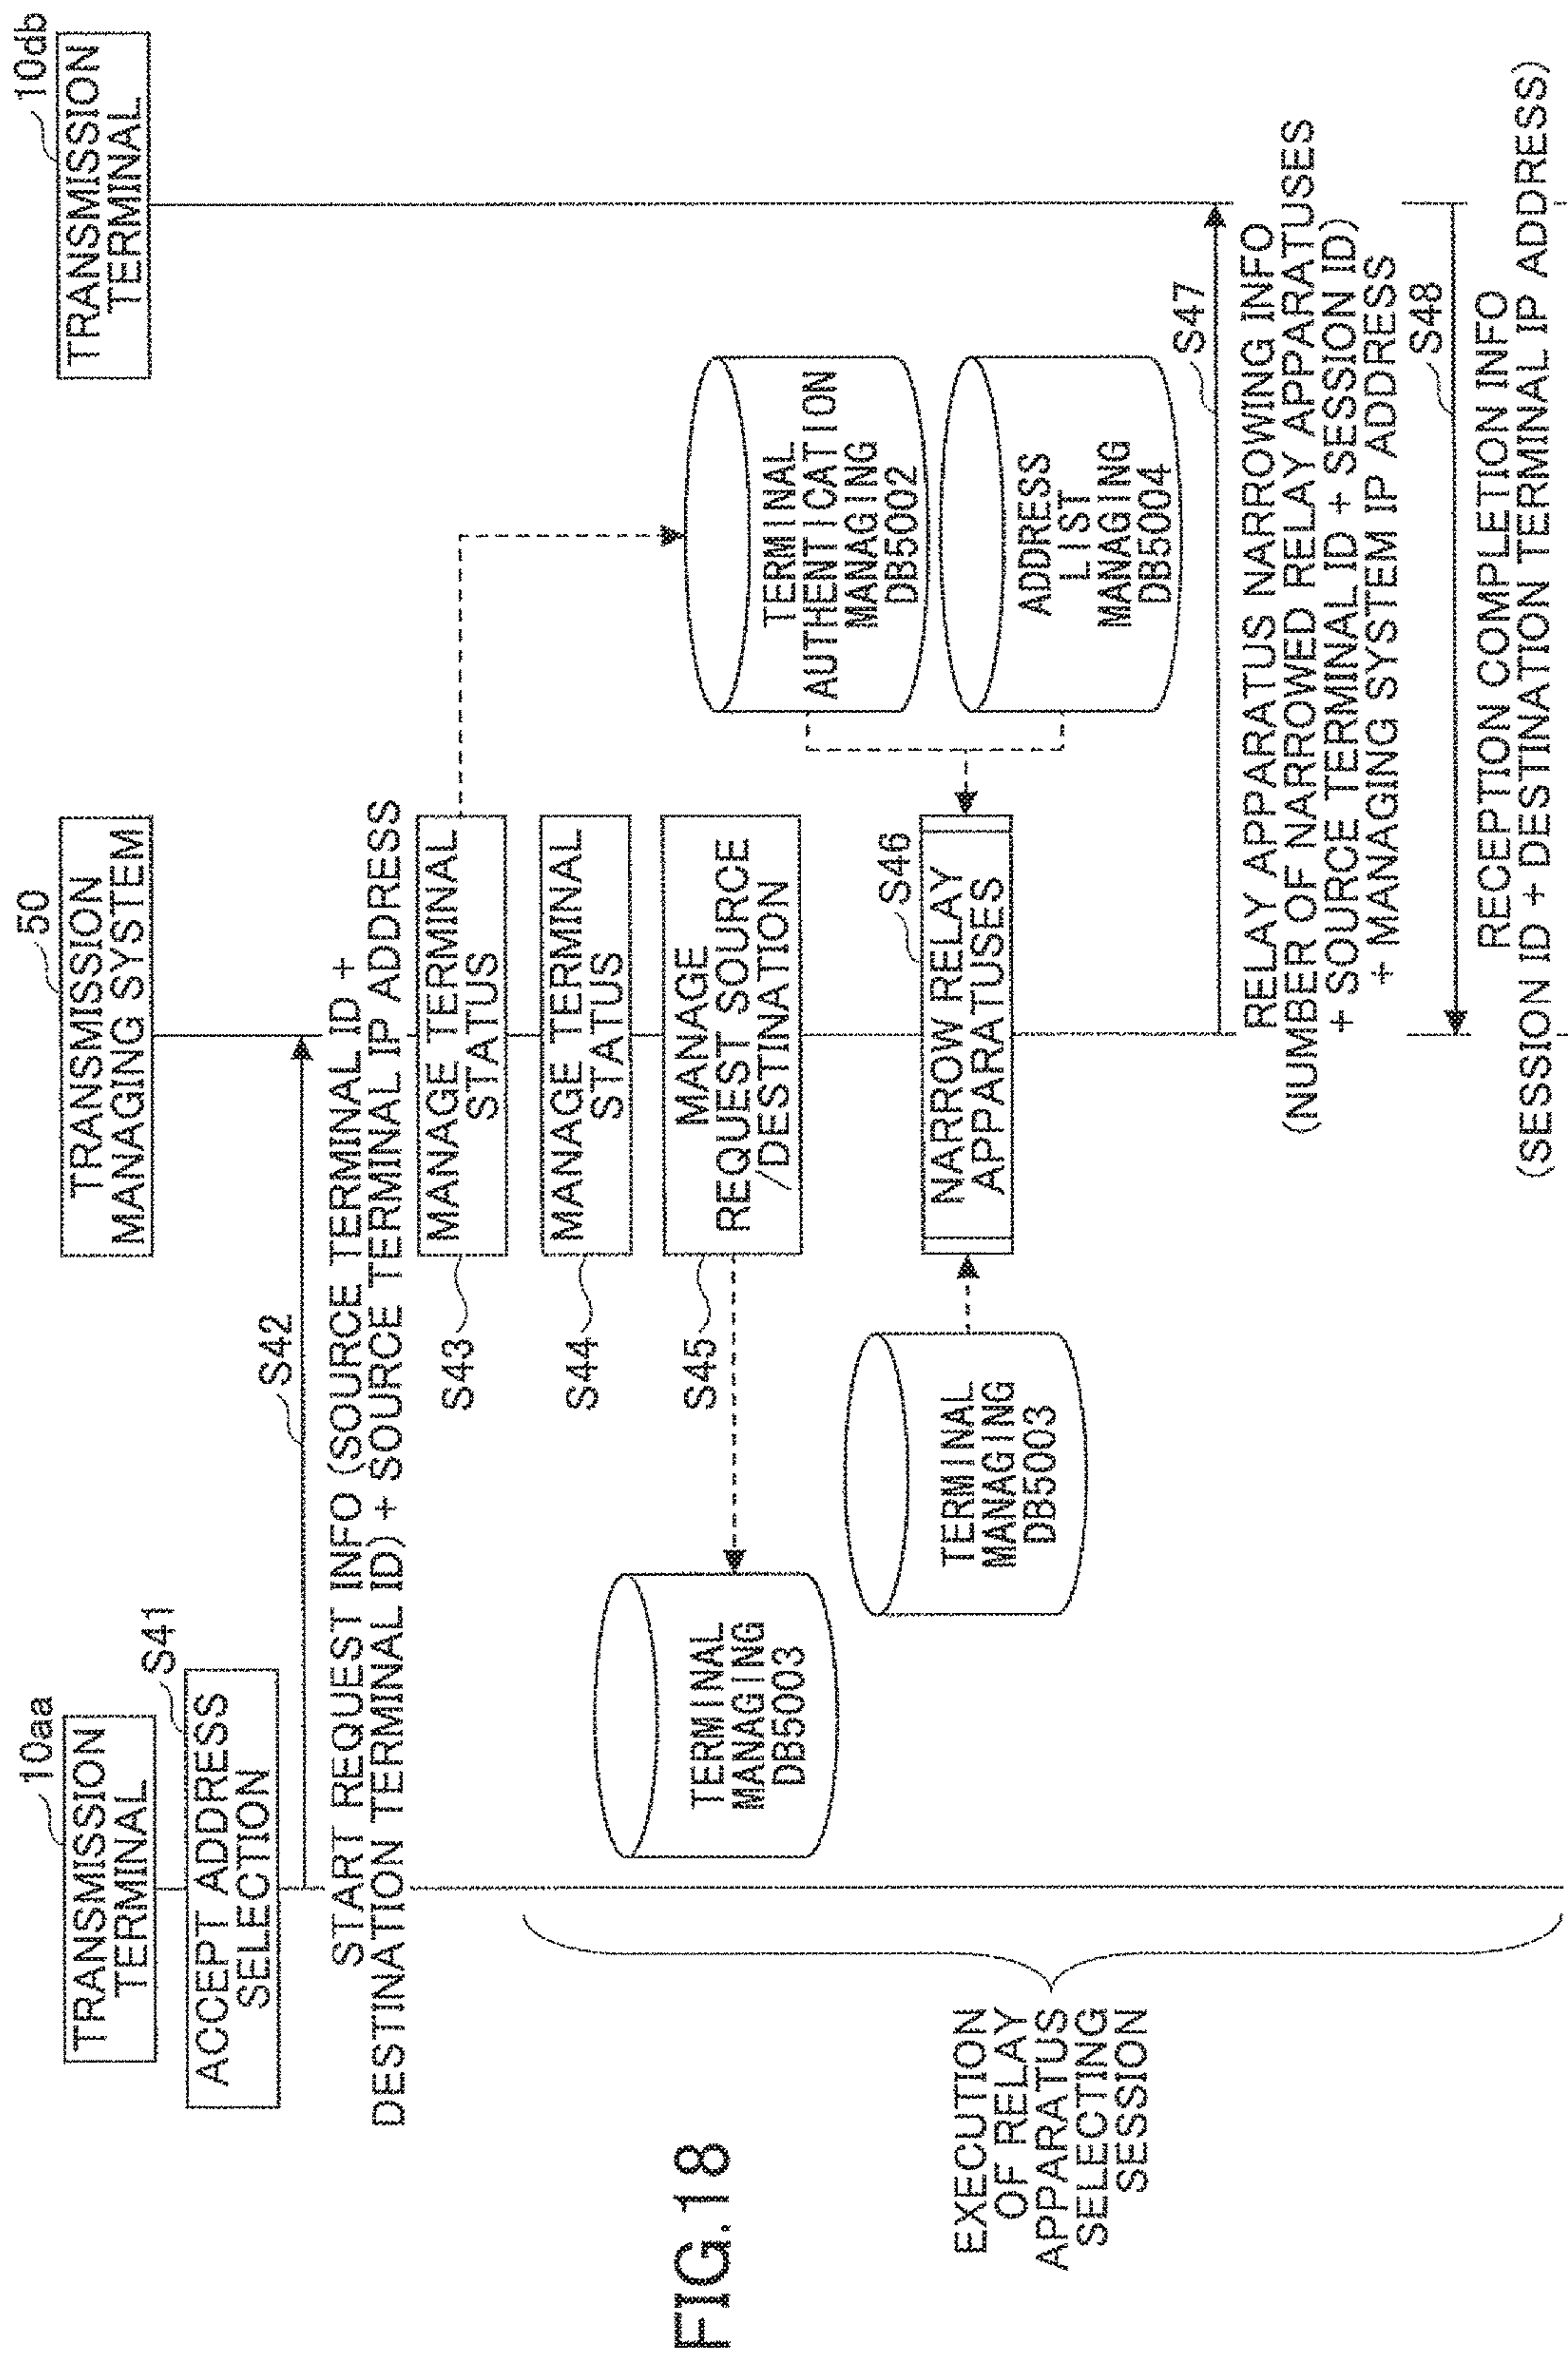 FIG.18
10aa
TRANSMISSION
TERMINAL
50
TRANSMISSION
MANAGING SYSTEM
10db
TRANSMISSION
TERMINAL
S41
ACCEPT ADDRESS
SELECTION
S42
START REQUEST INFO (SOURCE TERMINAL ID +
DESTINATION TERMINAL ID) + SOURCE TERMINAL IP ADDRESS
S43
MANAGE TERMINAL
STATUS
S44
MANAGE TERMINAL
STATUS
S45
MANAGE
REQUEST SOURCE
/DESTINATION
TERMINAL
MANAGING
DB5003
TERMINAL
AUTHENTICATION
MANAGING
DB5002
S46
NARROW RELAY
APPARATUSES
TERMINAL
MANAGING
DB5003
ADDRESS
LIST
MANAGING
DB5004
EXECUTION
OF RELAY
APPARATUS
SELECTING
SESSION
S47
RELAY APPARATUS NARROWING INFO
(NUMBER OF NARROWED RELAY APPARATUSES
+ SOURCE TERMINAL ID + SESSION ID)
+ MANAGING SYSTEM IP ADDRESS
S48
RECEPTION COMPLETION INFO
(SESSION ID + DESTINATION TERMINAL IP ADDRESS)